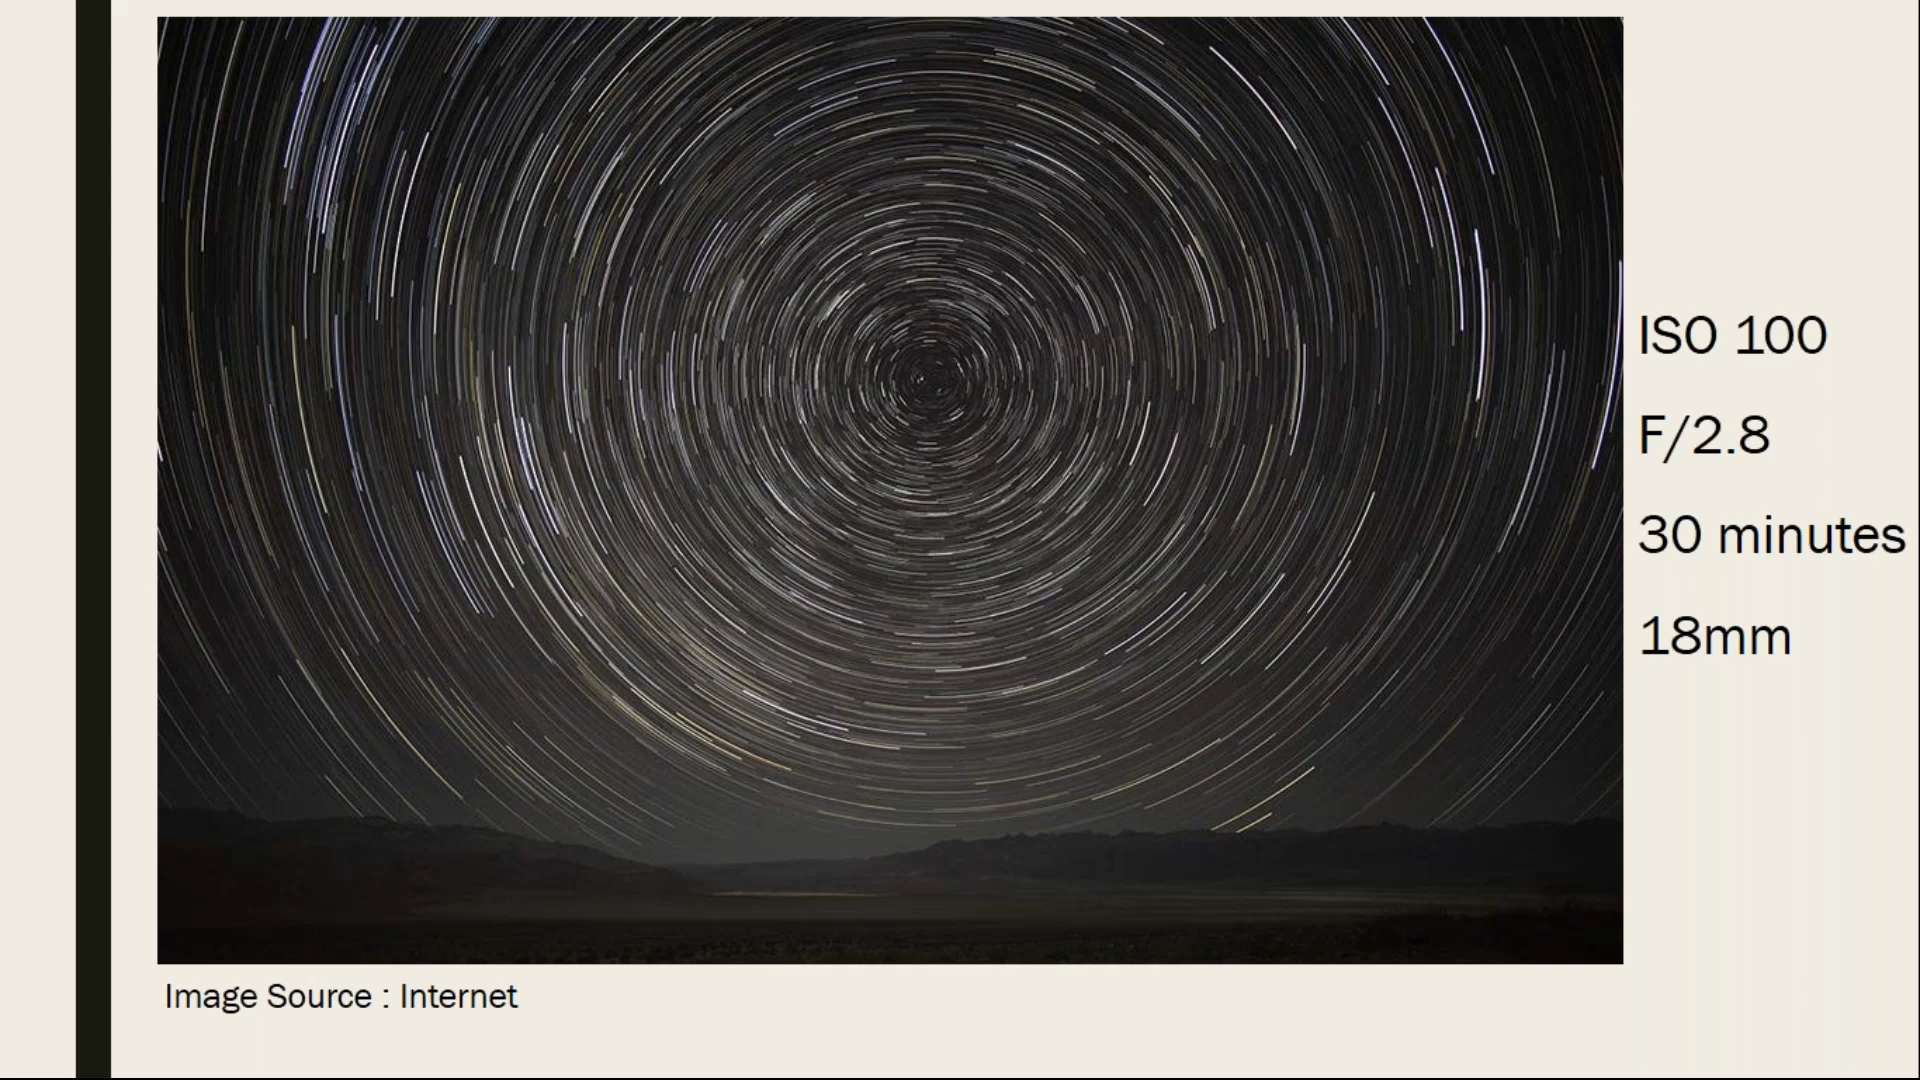 ISO 100
F/2.8
30 minutes
18mm
Image Source : Internet